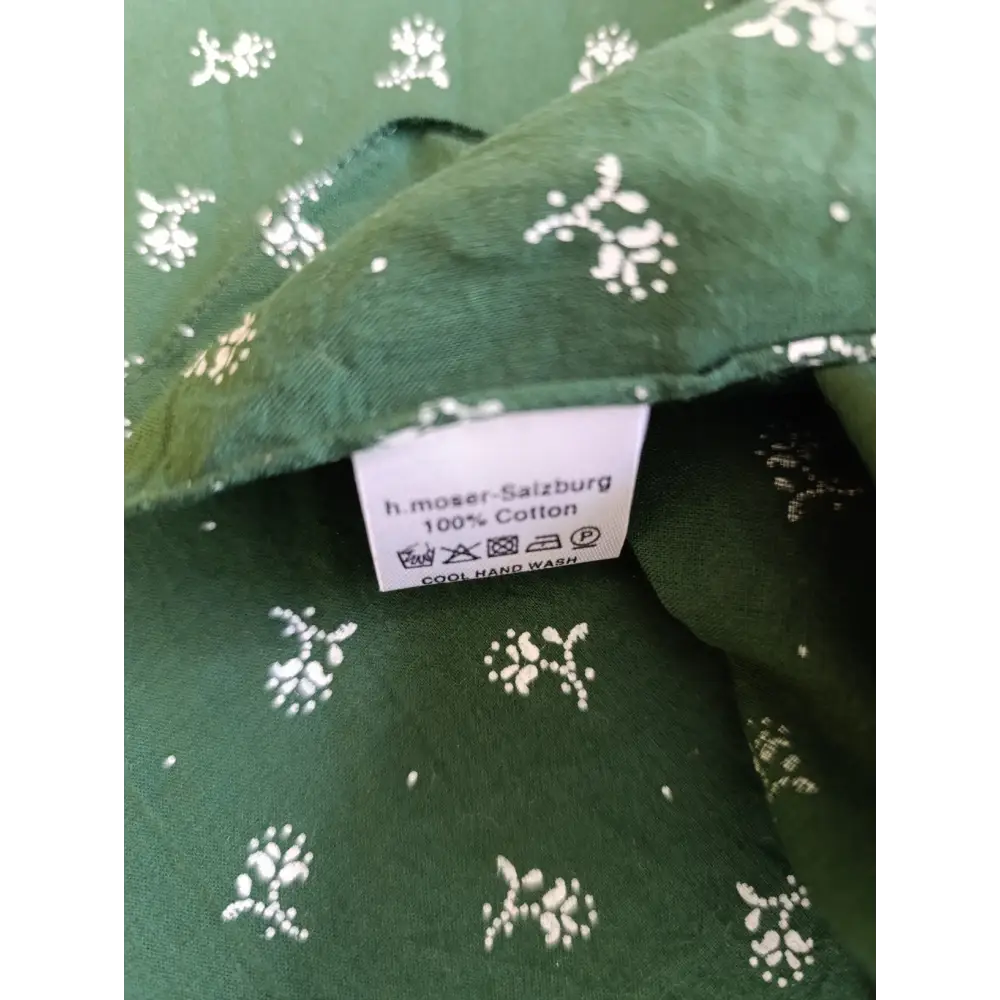 h.moser-Salzburg
100% Cotton
P
COOL HAND WASH